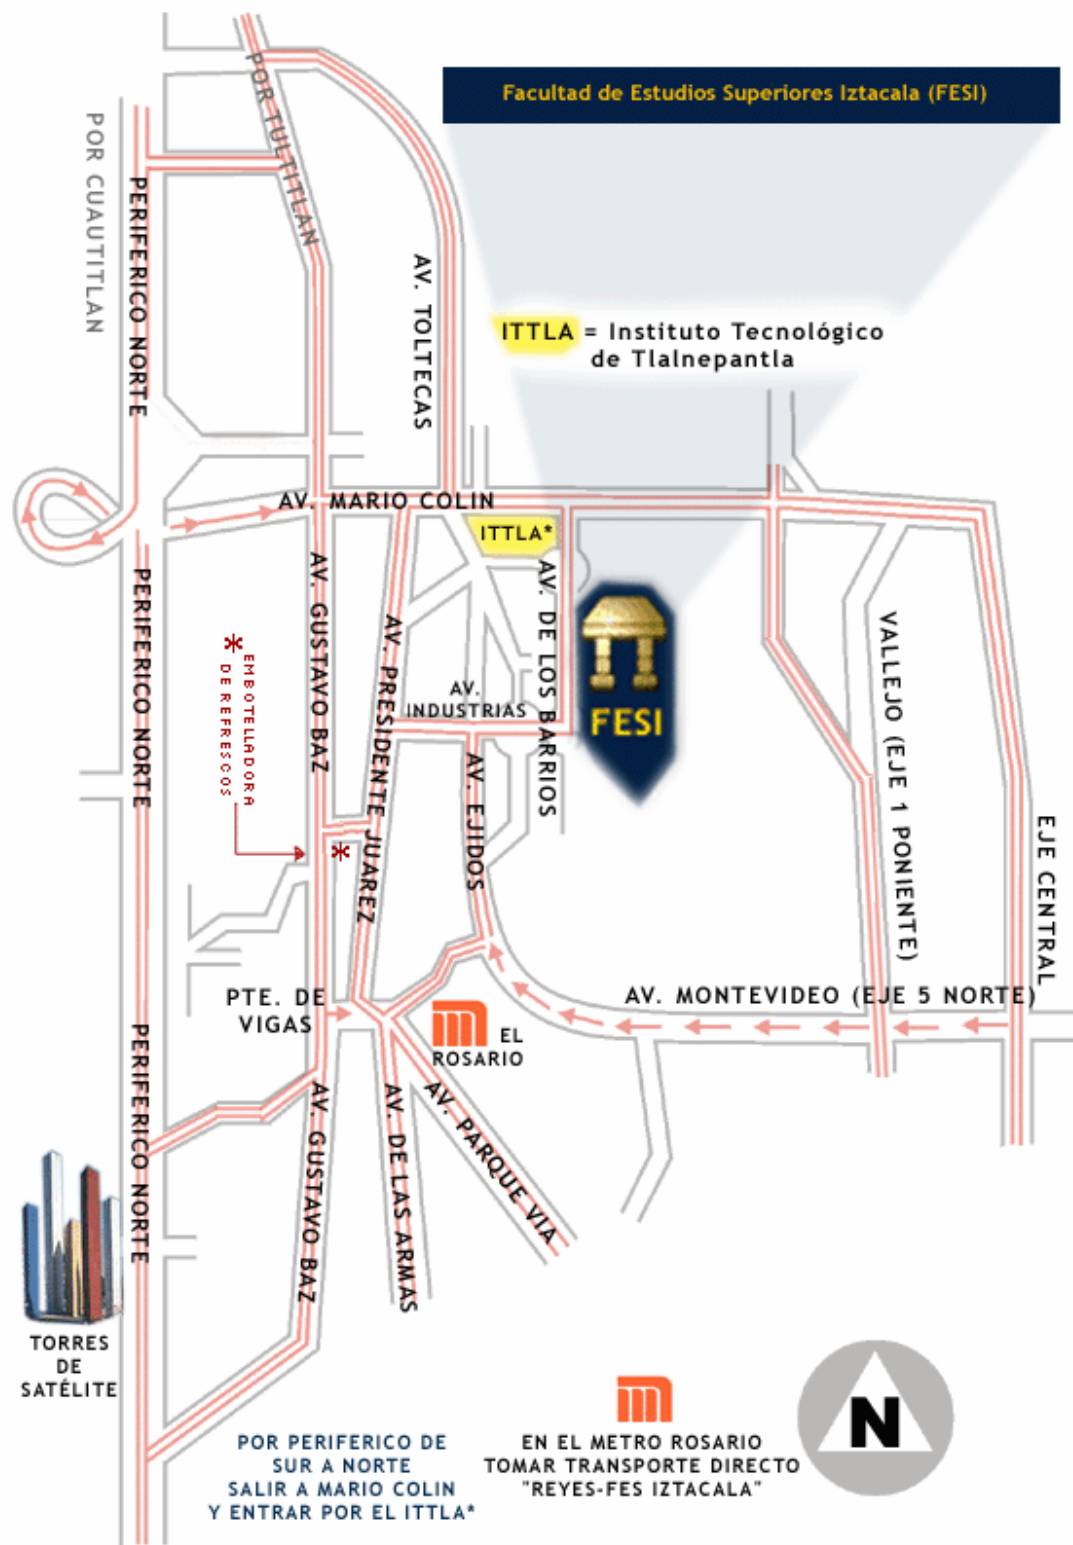 Facultad de Estudios Superiores Iztacala (FESI)
POR TULTITLAN
POR CUAUTITLAN
PERIFERICO NORTE
AV. TOLTECAS
ITTLA = Instituto Tecnológico
de Tlalnepantla
AV. MARIO COLIN
ITTLA*
AV. GUSTAVO BAZ
PERIFERICO NORTE
AV. PRESIDENTE JUAREZ
AV. DE LOS BARRIOS
*
EMBOTELLADORA
DE REFRESCOS
AV.
INDUSTRIAS
FESI
VALLEJO (EJE 1 PONIENTE)
AV. EJIDOS
*
EJE CENTRAL
PTE. DE
VIGAS
AV. MONTEVIDEO (EJE 5 NORTE)
EL
ROSARIO
PERIFERICO NORTE
AV. GUSTAVO BAZ
AV. DE LAS ARMAS
AV. PARQUE VIA
TORRES
DE
SATÉLITE
POR PERIFERICO DE
SUR A NORTE
SALIR A MARIO COLIN
Y ENTRAR POR EL ITTLA*
EN EL METRO ROSARIO
TOMAR TRANSPORTE DIRECTO
"REYES-FES IZTACALA"
N